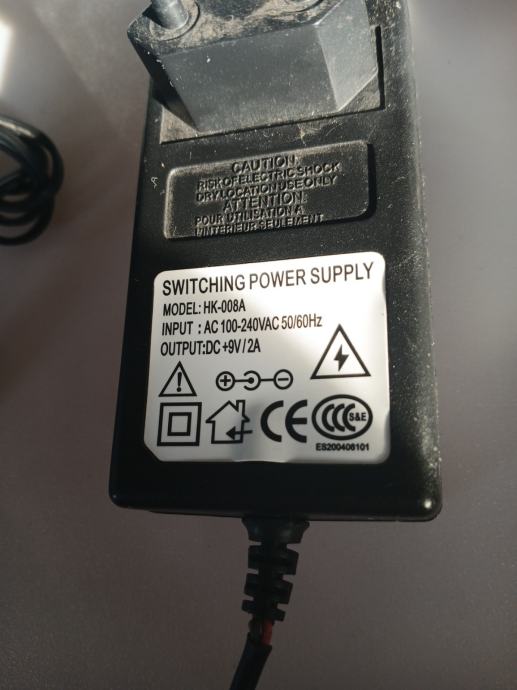 CAUTION
RISK OF ELECTRIC SHOCK
DRY LOCATION USE ONLY
ATTENTION:
POUR UTILISATION A
L'INTERIEUR SEULEMENT
SWITCHING POWER SUPPLY
MODEL: HK-008A
INPUT : AC 100-240VAC 50/60Hz
OUTPUT:DC +9V/2A
CE CCC S&E
ES200408101